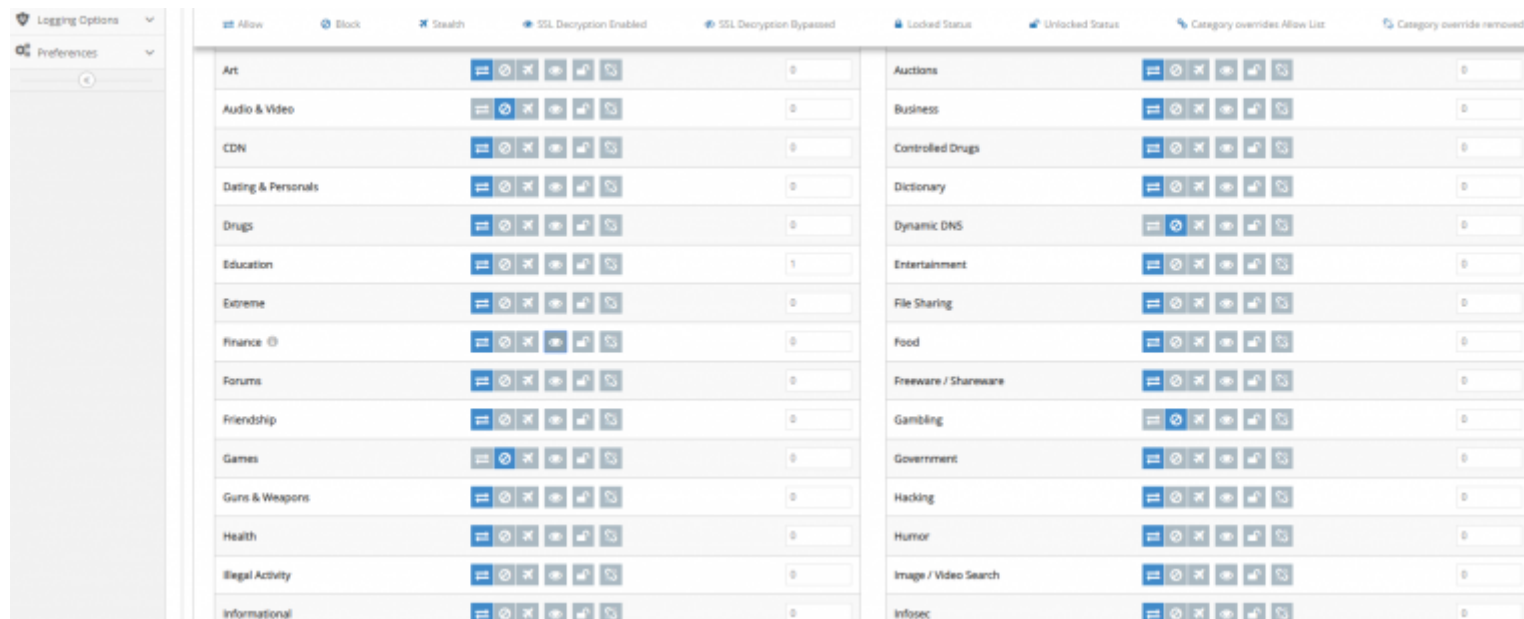 Logging Options
Allow Block Stealth SSL Decryption Enabled SSL Decryption Bypassed Locked Status Unlocked Status Category overrides Allow List Category override removed
Preferences
Art 0 Auctions 0
Audio & Video 0 Business 0
CDN 0 Controlled Drugs 0
Dating & Personals 0 Dictionary 0
Drugs 0 Dynamic DNS 0
Education 1 Entertainment 0
Extreme 0 File Sharing 0
Finance 0 Food 0
Forums 0 Freeware / Shareware 0
Friendship 0 Gambling 0
Games 0 Government 0
Guns & Weapons 0 Hacking 0
Health 0 Humor 0
Illegal Activity 0 Image / Video Search 0
Informational 0 Infosec 0